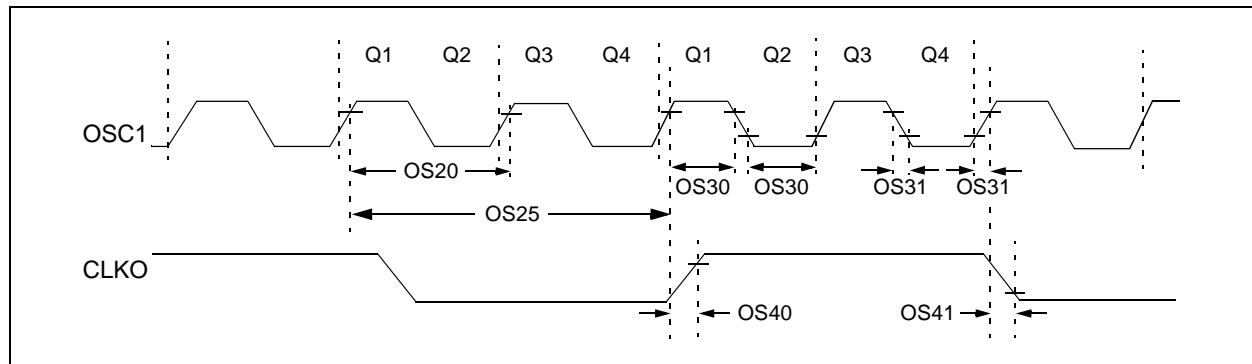 Q1 Q2 Q3 Q4 Q1 Q2 Q3 Q4
OSC1
OS20 OS30 OS30 OS31 OS31
OS25
CLKO
OS40 OS41